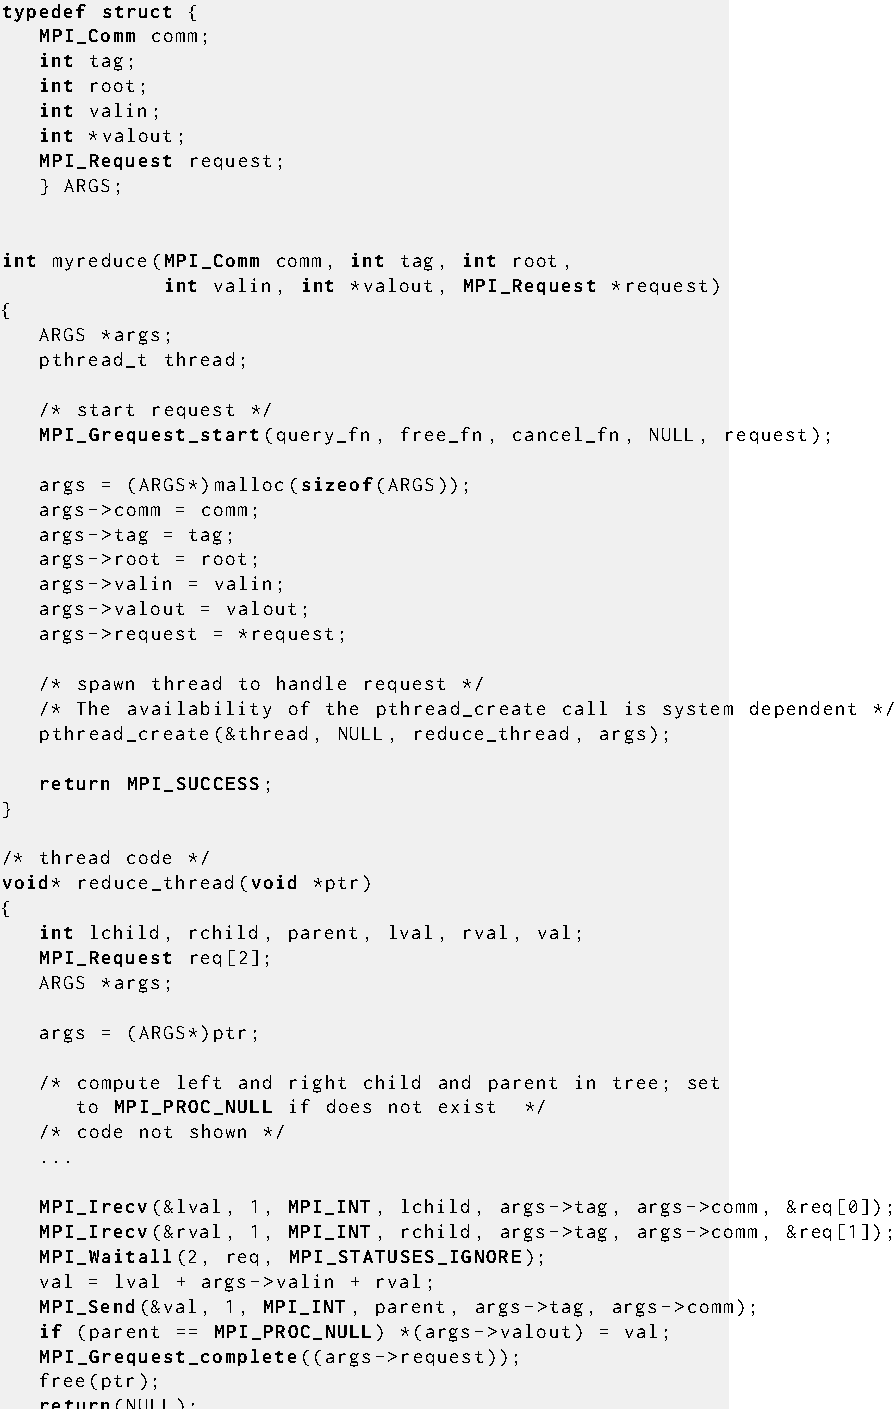 typedef struct {
   MPI_Comm comm;
   int tag;
   int root;
   int valin;
   int *valout;
   MPI_Request request;
   } ARGS;


int myreduce(MPI_Comm comm, int tag, int root,
             int valin, int *valout, MPI_Request *request)
{
   ARGS *args;
   pthread_t thread;

   /* start request */
   MPI_Grequest_start(query_fn, free_fn, cancel_fn, NULL, request);

   args = (ARGS*)malloc(sizeof(ARGS));
   args->comm = comm;
   args->tag = tag;
   args->root = root;
   args->valin = valin;
   args->valout = valout;
   args->request = *request;

   /* spawn thread to handle request */
   /* The availability of the pthread_create call is system dependent */
   pthread_create(&thread, NULL, reduce_thread, args);

   return MPI_SUCCESS;
}

/* thread code */
void* reduce_thread(void *ptr)
{
   int lchild, rchild, parent, lval, rval, val;
   MPI_Request req[2];
   ARGS *args;

   args = (ARGS*)ptr;

   /* compute left and right child and parent in tree; set
      to MPI_PROC_NULL if does not exist  */
   /* code not shown */
   ...

   MPI_Irecv(&lval, 1, MPI_INT, lchild, args->tag, args->comm, &req[0]);
   MPI_Irecv(&rval, 1, MPI_INT, rchild, args->tag, args->comm, &req[1]);
   MPI_Waitall(2, req, MPI_STATUSES_IGNORE);
   val = lval + args->valin + rval;
   MPI_Send(&val, 1, MPI_INT, parent, args->tag, args->comm);
   if (parent == MPI_PROC_NULL) *(args->valout) = val;
   MPI_Grequest_complete((args->request));
   free(ptr);
   return(NULL);